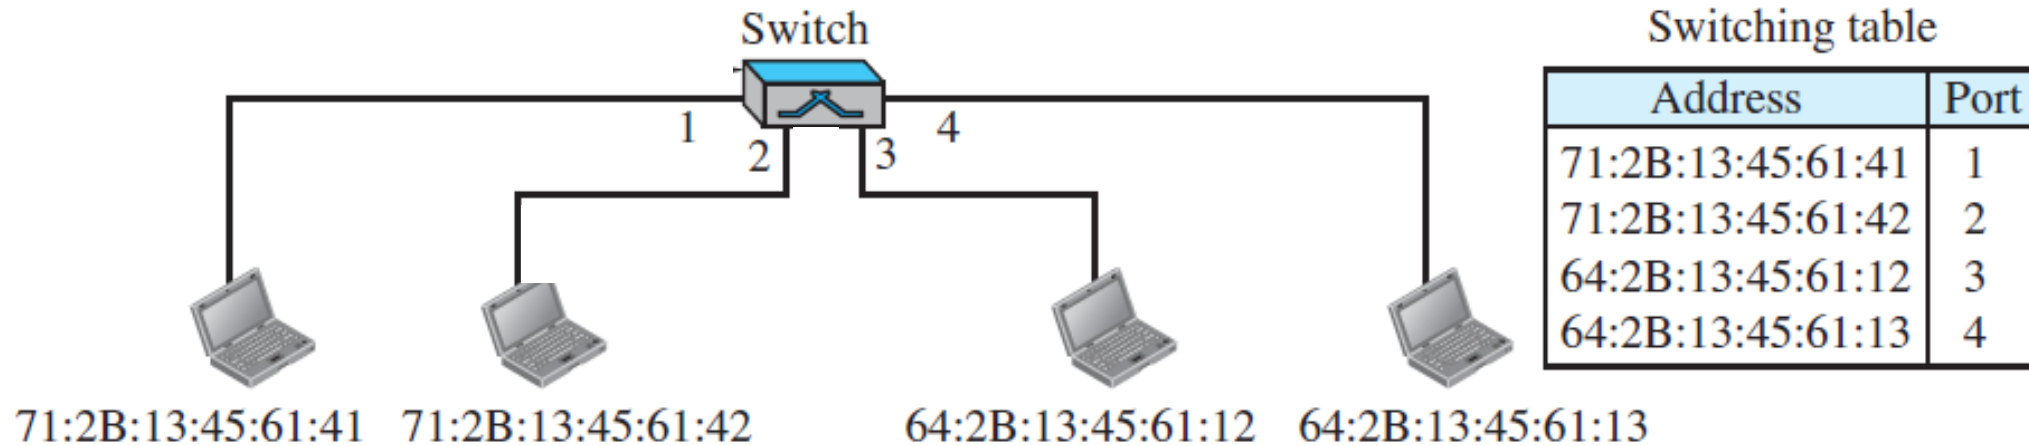 Switch
1
2
3
4
71:2B:13:45:61:41
71:2B:13:45:61:42
64:2B:13:45:61:12
64:2B:13:45:61:13
Switching table
Address Port
71:2B:13:45:61:41 1
71:2B:13:45:61:42 2
64:2B:13:45:61:12 3
64:2B:13:45:61:13 4